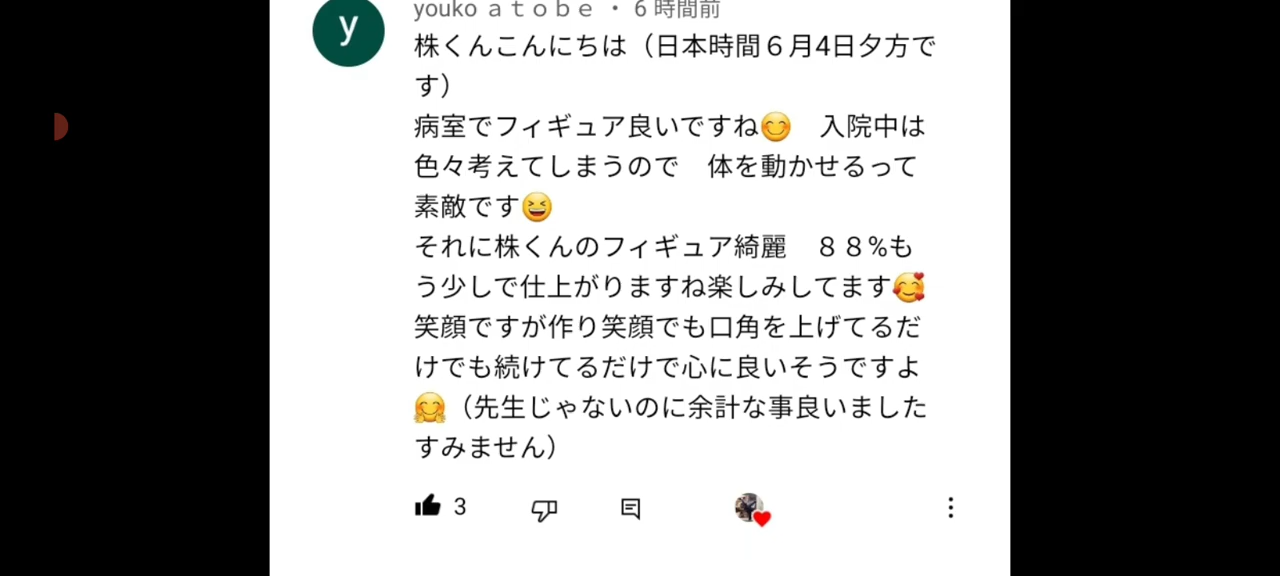 y
youko ａｔｏｂｅ・６時間前
株くんこんにちは（日本時間６月4日夕方で
す）
病室でフィギュア良いですね😊　入院中は
色々考えてしまうので　体を動かせるって
素敵です😆
それに株くんのフィギュア綺麗　８８%も
う少しで仕上がりますね楽しみしてます🥰
笑顔ですが作り笑顔でも口角を上げてるだ
けでも続けてるだけで心に良いそうですよ
🤗（先生じゃないのに余計な事良いました
すみません）
3